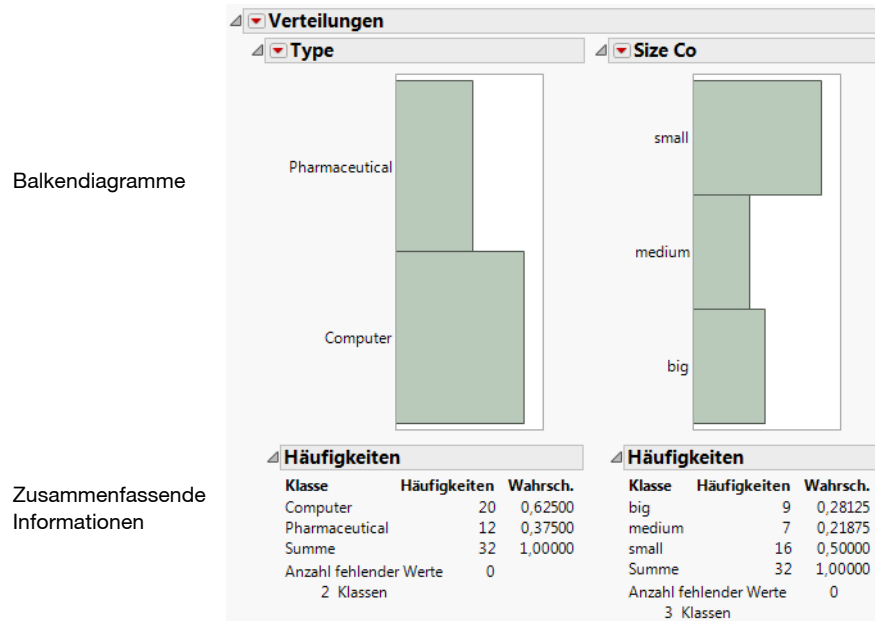 Verteilungen
Type
Size Co
Balkendiagramme
Pharmaceutical
Computer
small
medium
big
Zusammenfassende
Informationen
Häufigkeiten
Klasse Häufigkeiten Wahrsch.
Computer 20 0,62500
Pharmaceutical 12 0,37500
Summe 32 1,00000
Anzahl fehlender Werte 0
2 Klassen
Häufigkeiten
Klasse Häufigkeiten Wahrsch.
big 9 0,28125
medium 7 0,21875
small 16 0,50000
Summe 32 1,00000
Anzahl fehlender Werte 0
3 Klassen